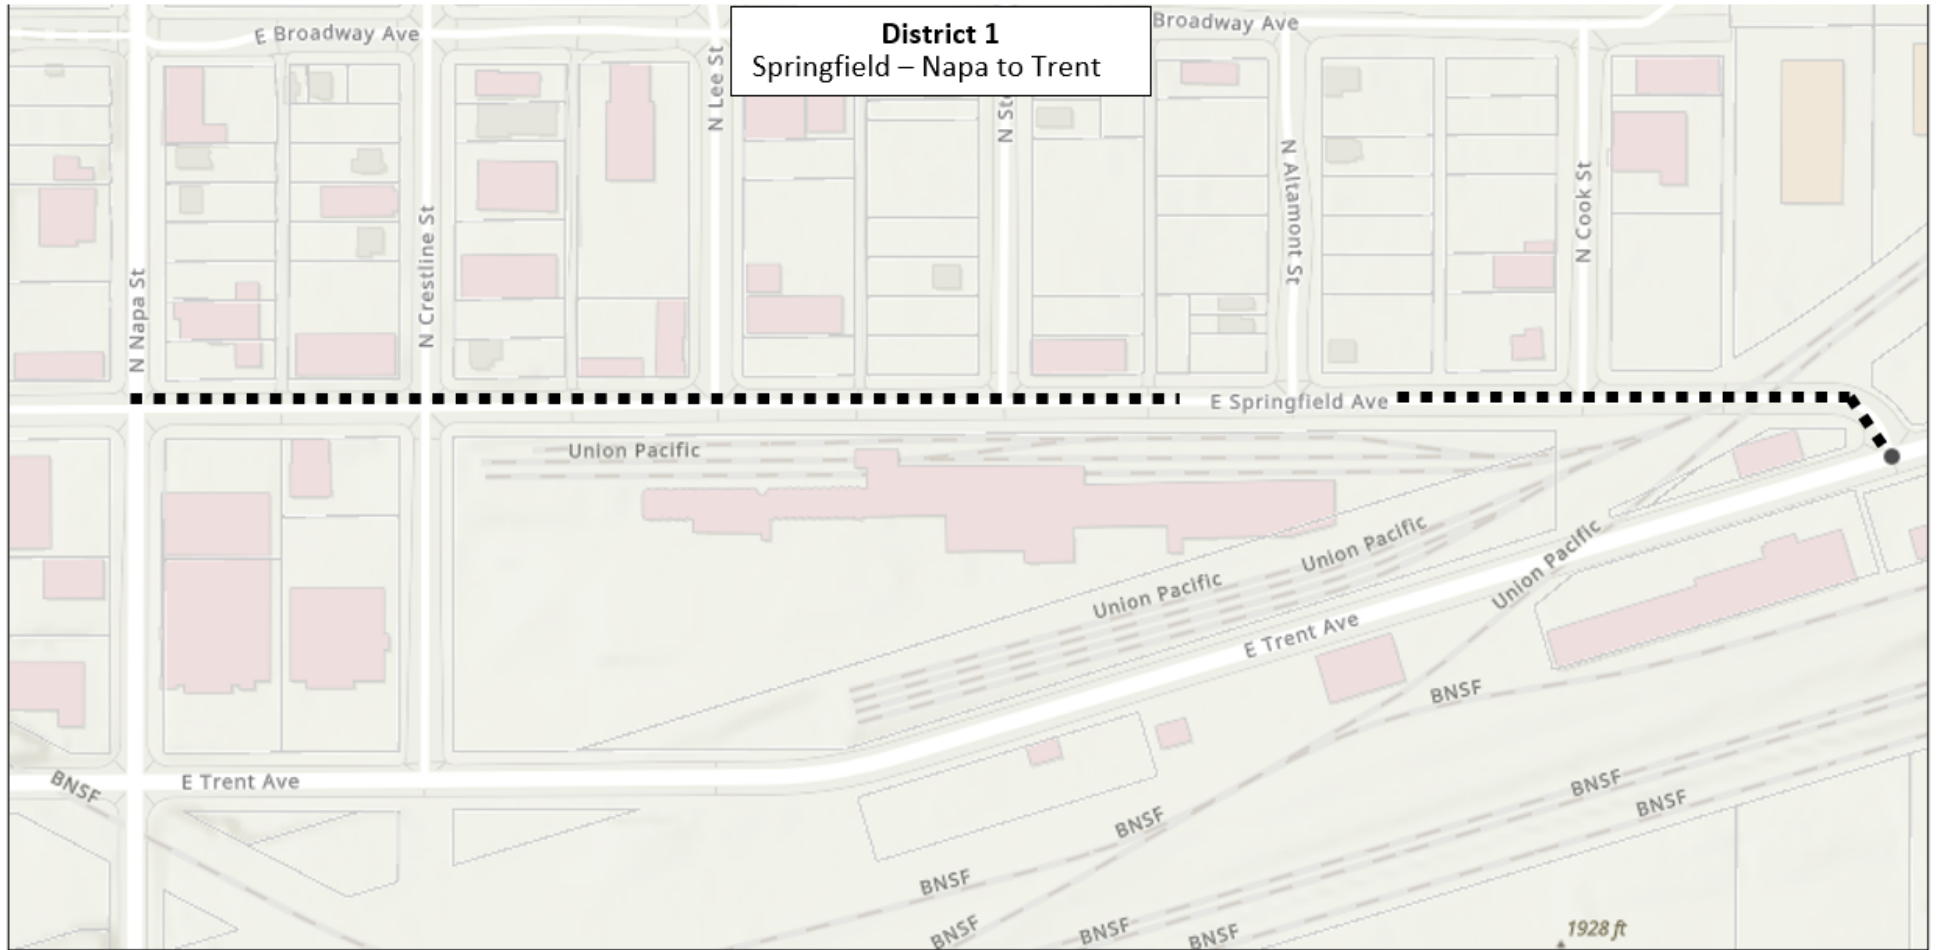 E Broadway Ave
District 1
Springfield – Napa to Trent
Broadway Ave
N Lee St
N St
N Altamont St
N Cook St
N Napa St
N Crestline St
E Springfield Ave
Union Pacific
Union Pacific
Union Pacific
Union Pacific
E Trent Ave
BNSF
BNSF
E Trent Ave
BNSF
BNSF
BNSF
BNSF
BNSF
BNSF
BNSF
1928 ft